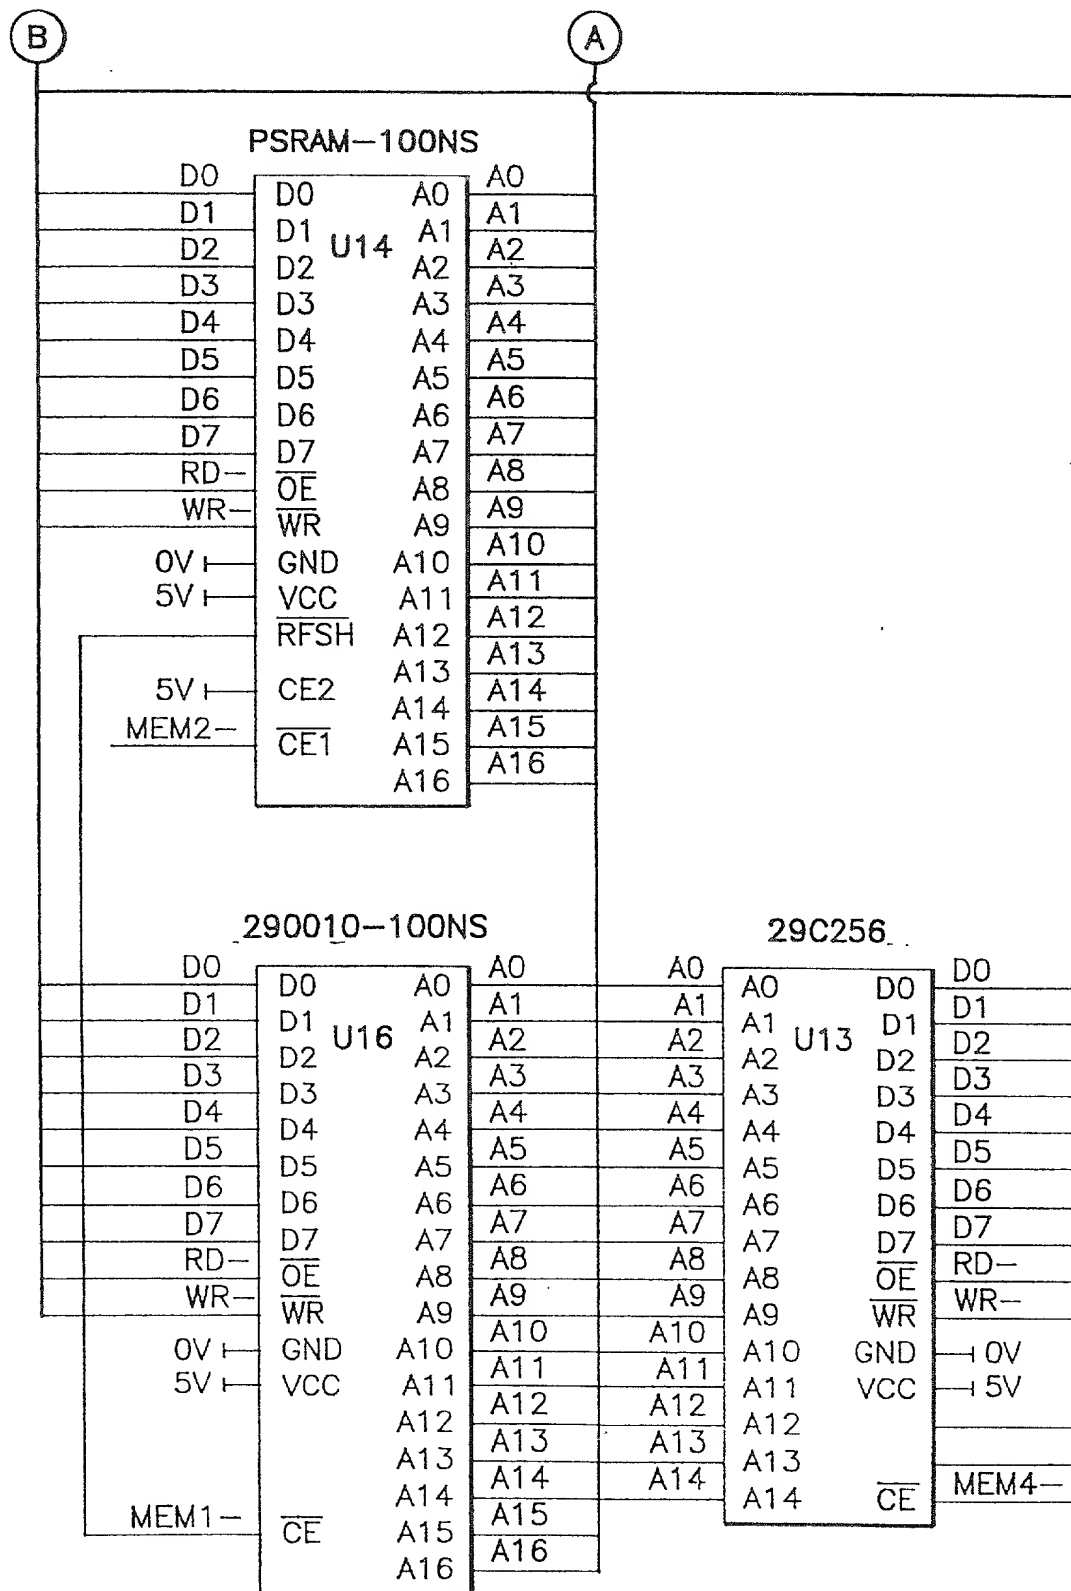 B
A
PSRAM-100NS
D0 D0 A0 A0
D1 D1 U14 A1 A1
D2 D2 A2 A2
D3 D3 A3 A3
D4 D4 A4 A4
D5 D5 A5 A5
D6 D6 A6 A6
D7 D7 A7 A7
RD- OE A8 A8
WR- WR A9 A9
0V GND A10 A10
5V VCC A11 A11
RFSH A12 A12
A13 A13
5V CE2 A14 A14
MEM2- CE1 A15 A15
A16 A16
290010-100NS
29C256
D0 D0 A0 A0 A0 A0 D0 D0
D1 D1 U16 A1 A1 A1 A1 U13 D1 D1
D2 D2 A2 A2 A2 A2 D2 D2
D3 D3 A3 A3 A3 A3 D3 D3
D4 D4 A4 A4 A4 A4 D4 D4
D5 D5 A5 A5 A5 A5 D5 D5
D6 D6 A6 A6 A6 A6 D6 D6
D7 D7 A7 A7 A7 A7 D7 D7
RD- OE A8 A8 A8 A8 OE RD-
WR- WR A9 A9 A9 A9 WR WR-
0V GND A10 A10 A10 A10 GND 0V
5V VCC A11 A11 A11 A11 VCC 5V
A12 A12 A12 A12
A13 A13 A13 A13
A14 A14 A14 A14 CE MEM4-
MEM1- CE A15 A15
A16 A16